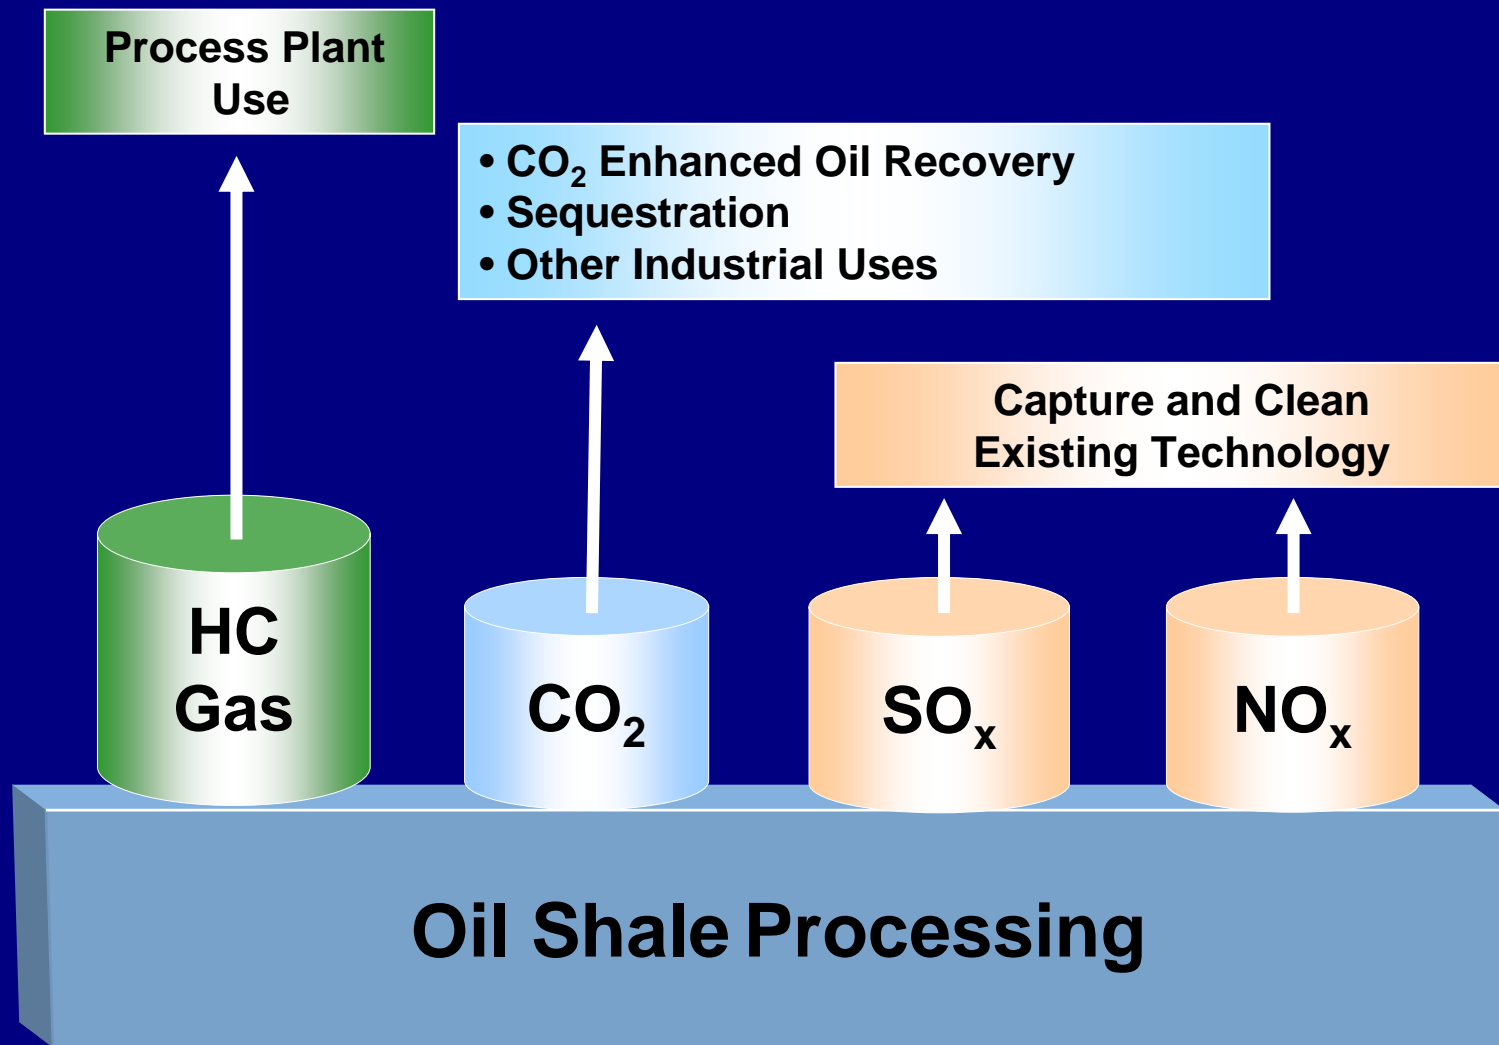 Process Plant
Use
• CO₂ Enhanced Oil Recovery
• Sequestration
• Other Industrial Uses
Capture and Clean
Existing Technology
HC
Gas
CO₂
SOₓ
NOₓ
Oil Shale Processing